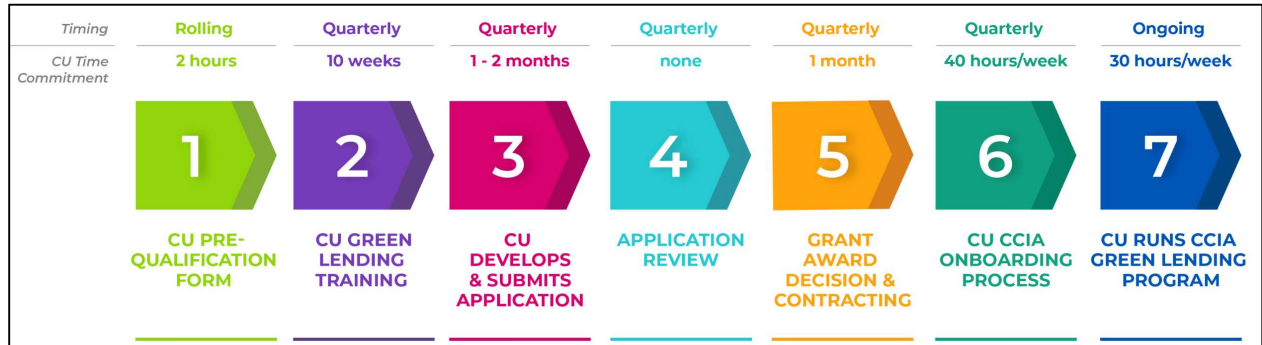 Timing Rolling Quarterly Quarterly Quarterly Quarterly Quarterly Ongoing
CU Time
Commitment
2 hours 10 weeks 1 - 2 months none 1 month 40 hours/week 30 hours/week
1 2 3 4 5 6 7
CU PRE-
QUALIFICATION
FORM
CU GREEN
LENDING
TRAINING
CU
DEVELOPS
& SUBMITS
APPLICATION
APPLICATION
REVIEW
GRANT
AWARD
DECISION &
CONTRACTING
CU CCIA
ONBOARDING
PROCESS
CU RUNS CCIA
GREEN LENDING
PROGRAM